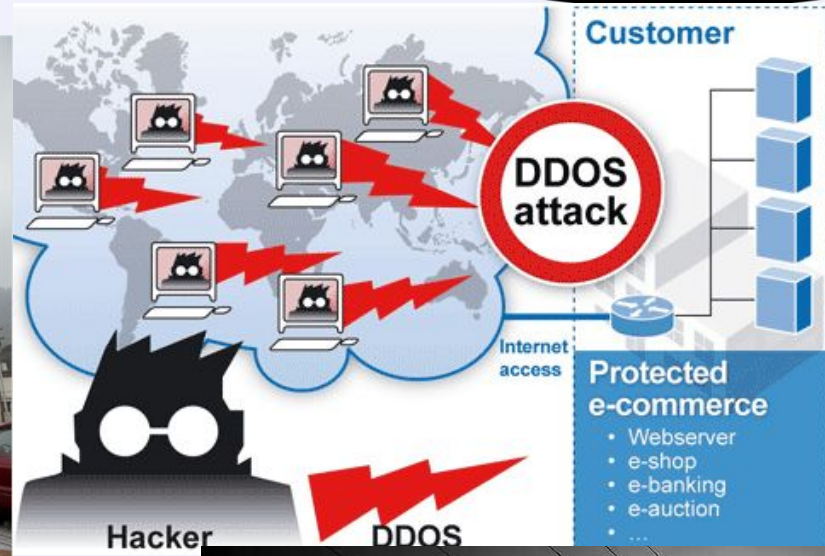 Customer
DDOS
attack
Internet
access
Protected
e-commerce
• Webserver
• e-shop
• e-banking
• e-auction
• ...
Hacker
DDOS